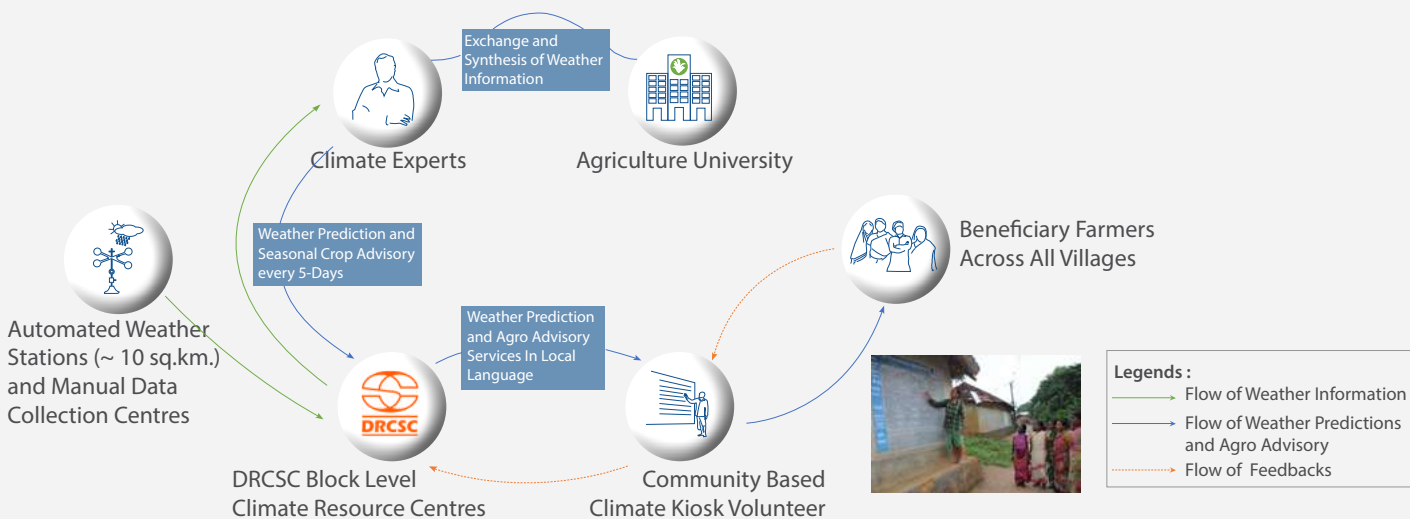 Exchange and
Synthesis of Weather
Information
Climate Experts
Agriculture University
Weather Prediction and
Seasonal Crop Advisory
every 5-Days
Beneficiary Farmers
Across All Villages
Automated Weather
Stations (~ 10 sq.km.)
and Manual Data
Collection Centres
Weather Prediction
and Agro Advisory
Services In Local
Language
DRCSC
DRCSC Block Level
Climate Resource Centres
Community Based
Climate Kiosk Volunteer
Legends :
Flow of Weather Information
Flow of Weather Predictions
and Agro Advisory
Flow of Feedbacks